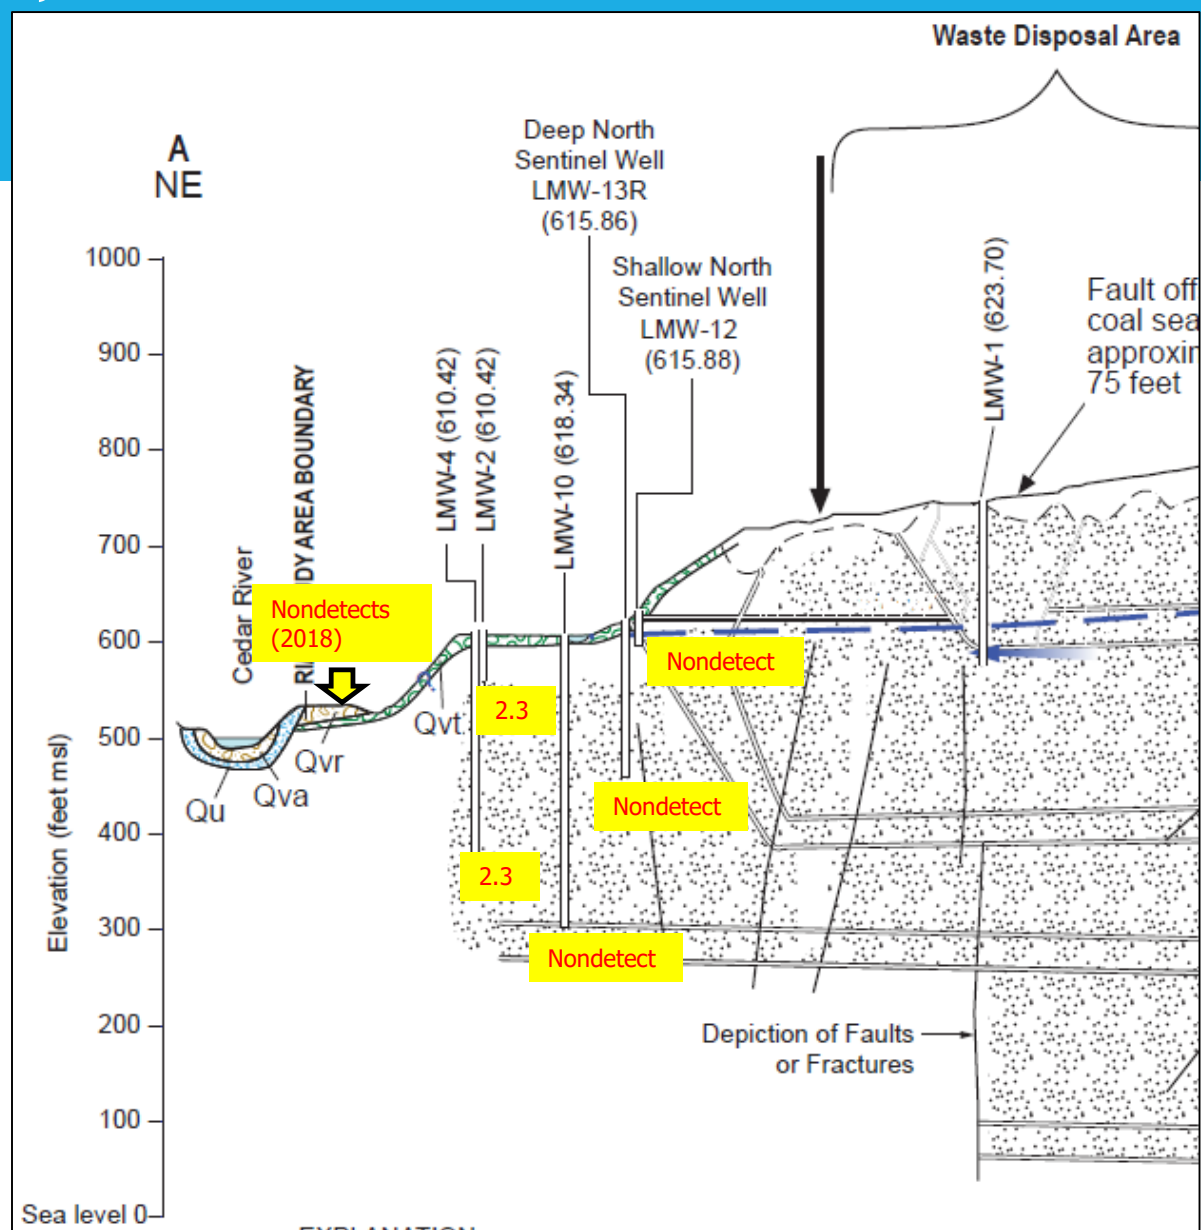 Waste Disposal Area
A
NE
Deep North
Sentinel Well
LMW-13R
(615.86)
Shallow North
Sentinel Well
LMW-12
(615.88)
LMW-1 (623.70)
Fault off
coal sea
approxin
75 feet
Elevation (feet msl)
1000
900
800
700
600
500
400
300
200
100
Sea level 0
Cedar River
AREA BOUNDARY
LMW-4 (610.42)
LMW-2 (610.42)
LMW-10 (618.34)
Nondetects
(2018)
Nondetect
2.3
Nondetect
2.3
Nondetect
Qvt
Qvr
Qva
Qu
Depiction of Faults
or Fractures
EXPLANATION